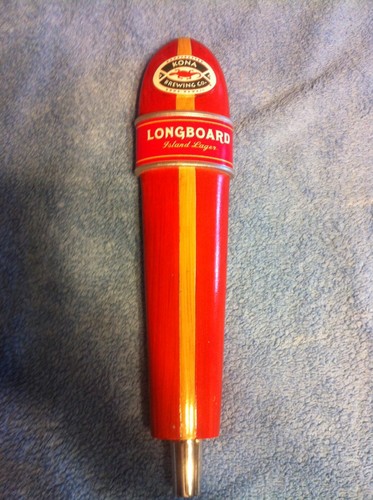 KONA
BREWING CO.
LONGBOARD
Island Lager